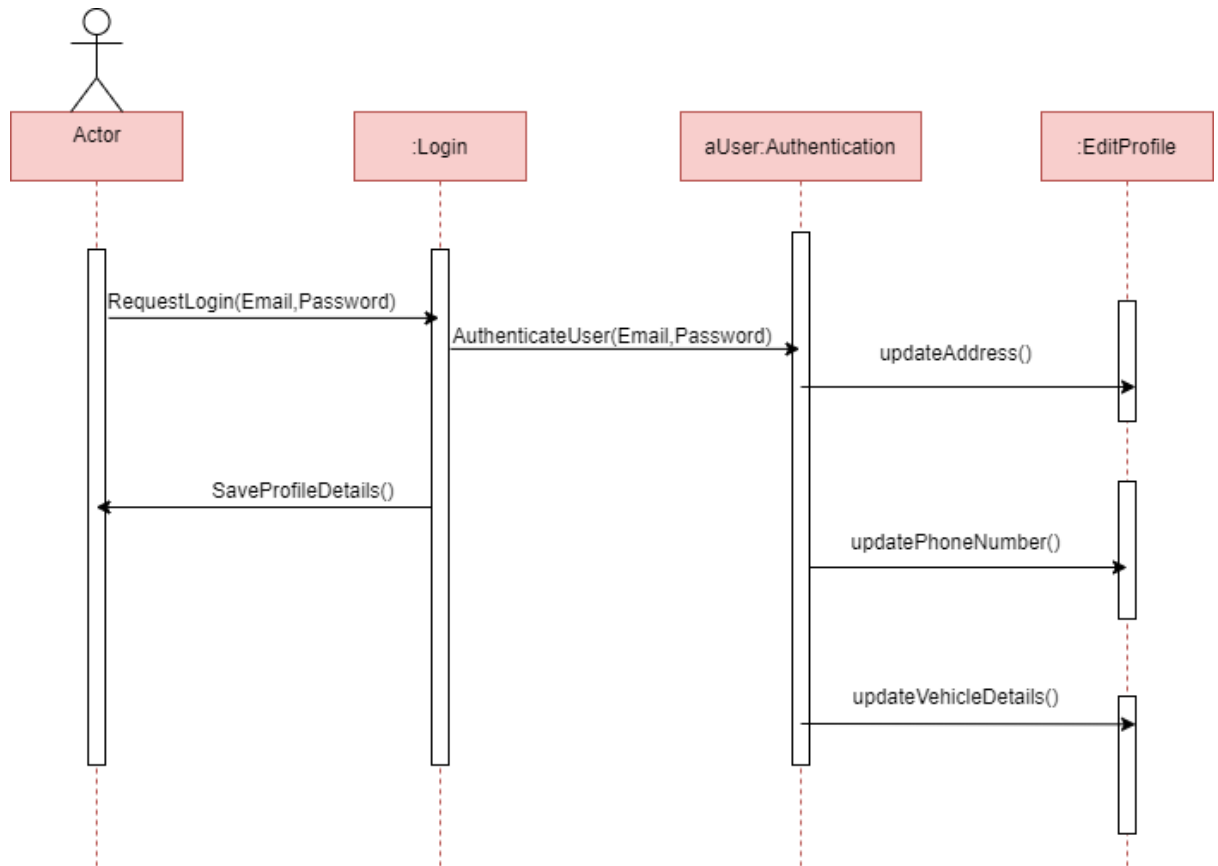 Actor
:Login
aUser:Authentication
:EditProfile
RequestLogin(Email,Password)
AuthenticateUser(Email,Password)
updateAddress()
SaveProfileDetails()
updatePhoneNumber()
updateVehicleDetails()